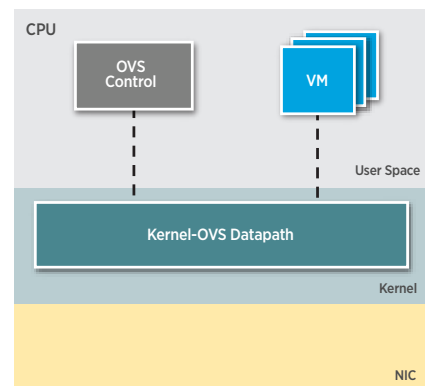 CPU
OVS
Control
VM
User Space
Kernel-OVS Datapath
Kernel
NIC